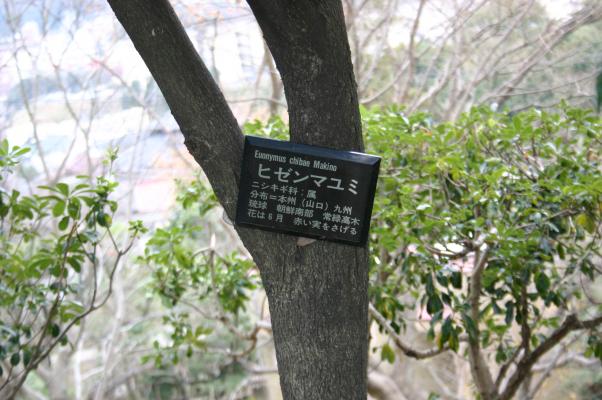 Euonymus chibae Makino
ヒゼンマユミ
ニシキギ科:属
分布=本州(山口)九州
琉球 朝鮮南部 常緑高木
花は6月 赤い実をさげる